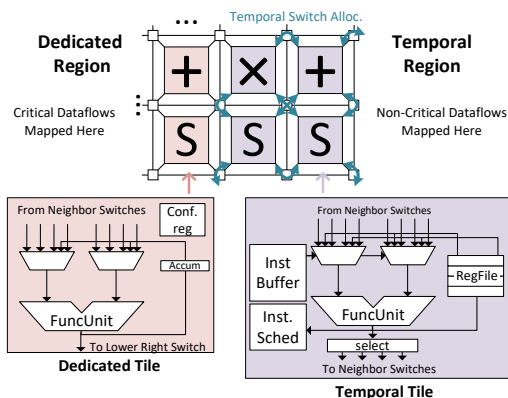 Temporal Switch Alloc.
Dedicated
Region
Critical Dataflows
Mapped Here
+ × +
S S S
Temporal
Region
Non-Critical Dataflows
Mapped Here
From Neighbor Switches
Conf.
reg
Accum
FuncUnit
To Lower Right Switch
Dedicated Tile
From Neighbor Switches
Inst
Buffer
RegFile
Inst.
Sched
FuncUnit
select
To Neighbor Switches
Temporal Tile